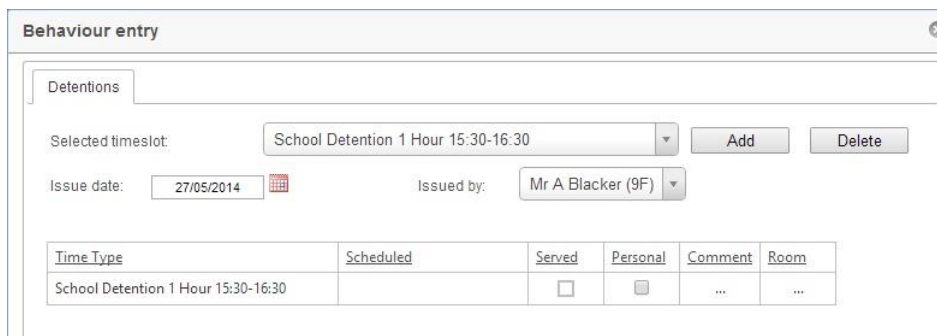 Behaviour entry
Detentions
Selected timeslot: School Detention 1 Hour 15:30-16:30 Add Delete
Issue date: 27/05/2014 Issued by: Mr A Blacker (9F)
Time Type Scheduled Served Personal Comment Room
School Detention 1 Hour 15:30-16:30 ... ...